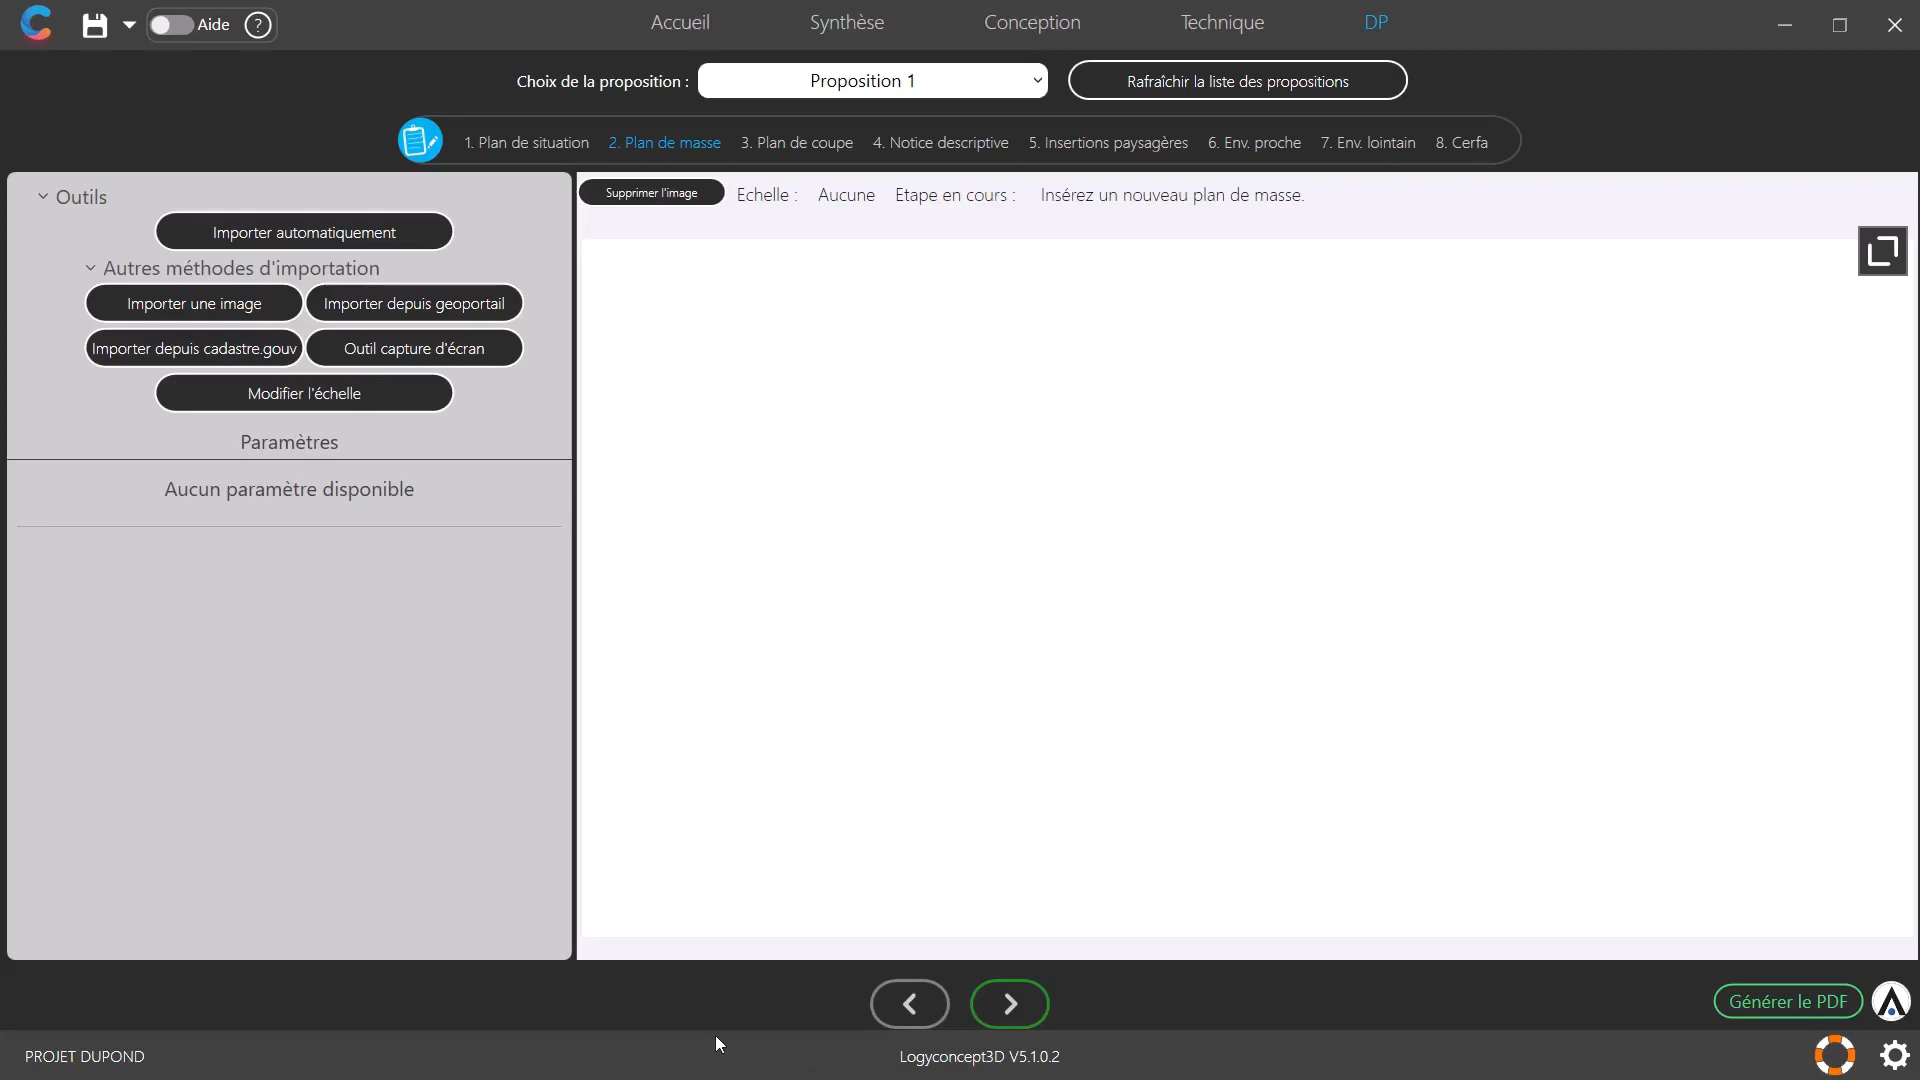 Aide
?
Accueil
Synthèse
Conception
Technique
DP
Choix de la proposition :
Proposition 1
Rafraîchir la liste des propositions
1. Plan de situation
2. Plan de masse
3. Plan de coupe
4. Notice descriptive
5. Insertions paysagères
6. Env. proche
7. Env. lointain
8. Cerfa
Outils
Importer automatiquement
Autres méthodes d'importation
Importer une image
Importer depuis geoportail
Importer depuis cadastre.gouv
Outil capture d'écran
Modifier l'échelle
Paramètres
Aucun paramètre disponible
Supprimer l'image
Echelle :
Aucune
Etape en cours :
Insérez un nouveau plan de masse.
Générer le PDF
PROJET DUPOND
Logyconcept3D V5.1.0.2